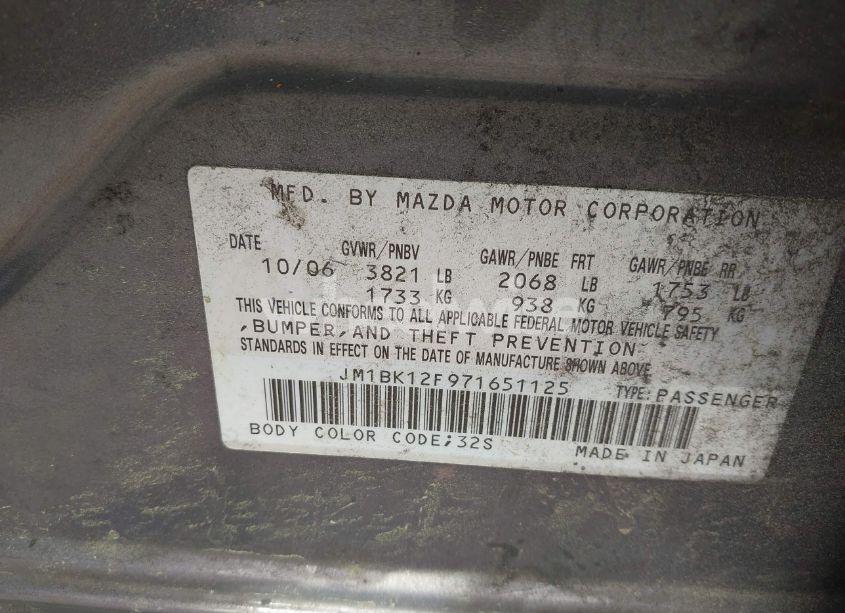 MFD. BY MAZDA MOTOR CORPORATION
DATE GVWR/PNBV GAWR/PNBE FRT GAWR/PNBE RR
10/06 3821 LB 2068 LB 1753 LB
1733 KG 938 KG 795 KG
THIS VEHICLE CONFORMS TO ALL APPLICABLE FEDERAL MOTOR VEHICLE SAFETY
,BUMPER,AND THEFT PREVENTION
STANDARDS IN EFFECT ON THE DATE OF MANUFACTURE SHOWN ABOVE
JM1BK12F971651125 TYPE:PASSENGER
BODY COLOR CODE;32S MADE IN JAPAN